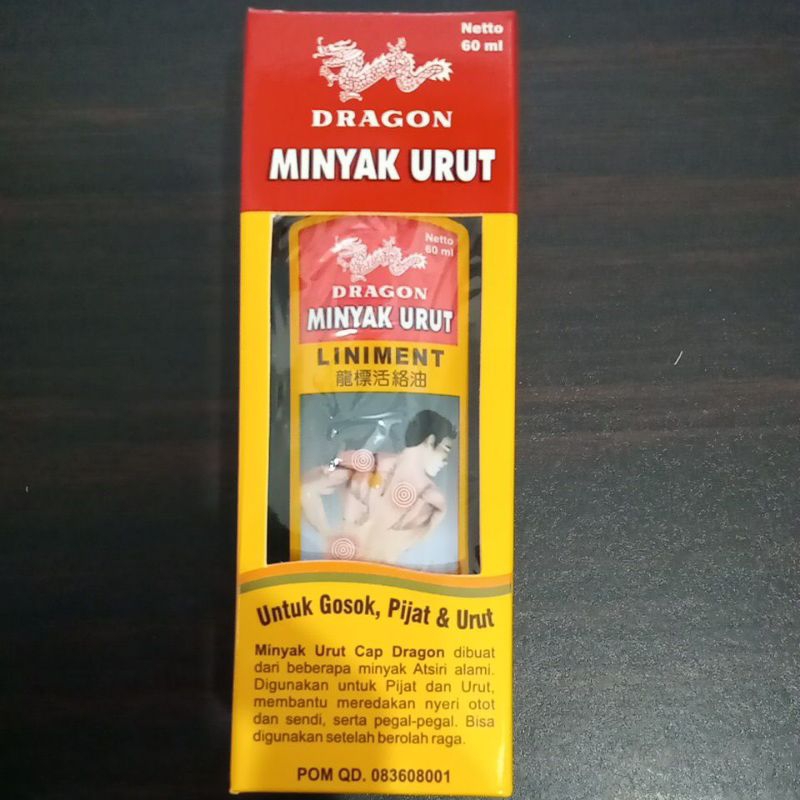 Netto
60 ml
DRAGON
MINYAK URUT
Netto
60 ml
DRAGON
MINYAK URUT
LINIMENT
龍標活絡油
Untuk Gosok, Pijat & Urut
Minyak Urut Cap Dragon dibuat
dari beberapa minyak Atsiri alami.
Digunakan untuk Pijat dan Urut,
membantu meredakan nyeri otot
dan sendi, serta pegal-pegal. Bisa
digunakan setelah berolah raga.
POM QD. 083608001